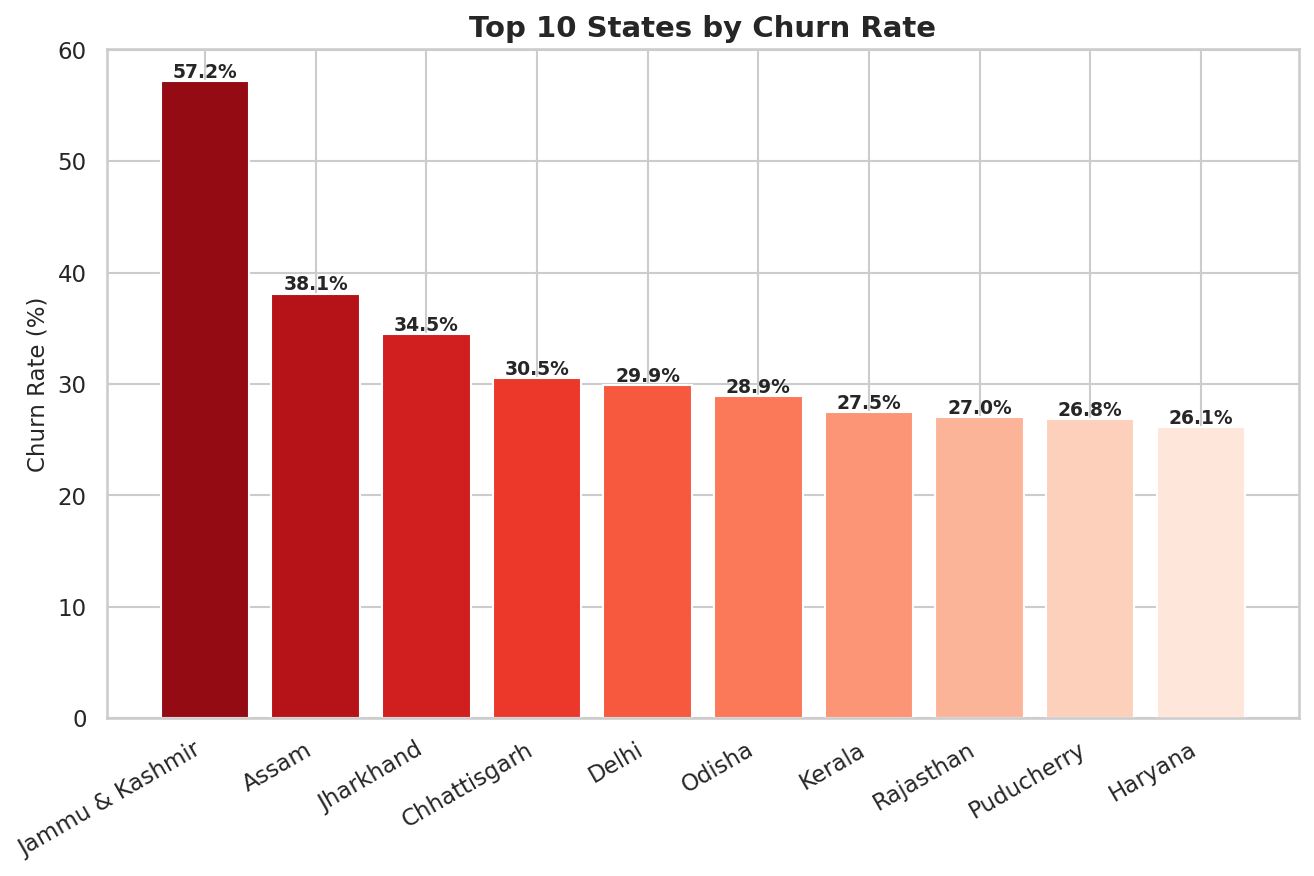 Top 10 States by Churn Rate
Churn Rate (%)
60
50
40
30
20
10
0
57.2%
38.1%
34.5%
30.5%
29.9%
28.9%
27.5%
27.0%
26.8%
26.1%
Jammu & Kashmir
Assam
Jharkhand
Chhattisgarh
Delhi
Odisha
Kerala
Rajasthan
Puducherry
Haryana